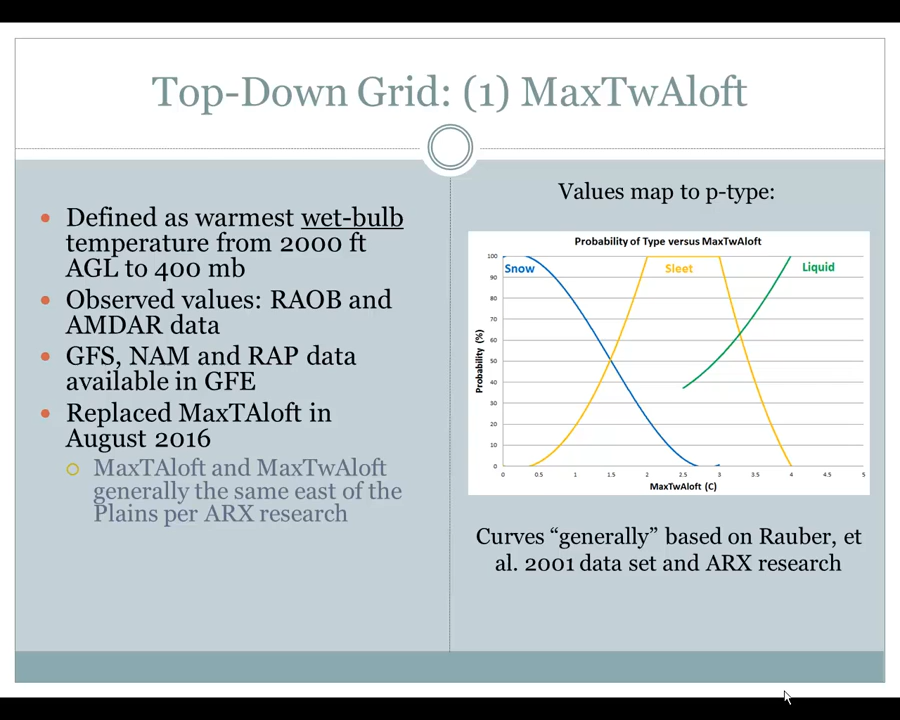 Top-Down Grid: (1) MaxTwAloft
Defined as warmest wet-bulb
temperature from 2000 ft
AGL to 400 mb
Observed values: RAOB and
AMDAR data
GFS, NAM and RAP data
available in GFE
Replaced MaxTAloft in
August 2016
MaxTAloft and MaxTwAloft
generally the same east of the
Plains per ARX research
Values map to p-type:
Probability of Type versus MaxTwAloft
Snow
Sleet
Liquid
Probability (%)
100
90
80
70
60
50
40
30
20
10
0
0 0.5 1 1.5 2 2.5 3 3.5 4 4.5 5
MaxTwAloft (C)
Curves “generally” based on Rauber, et
al. 2001 data set and ARX research